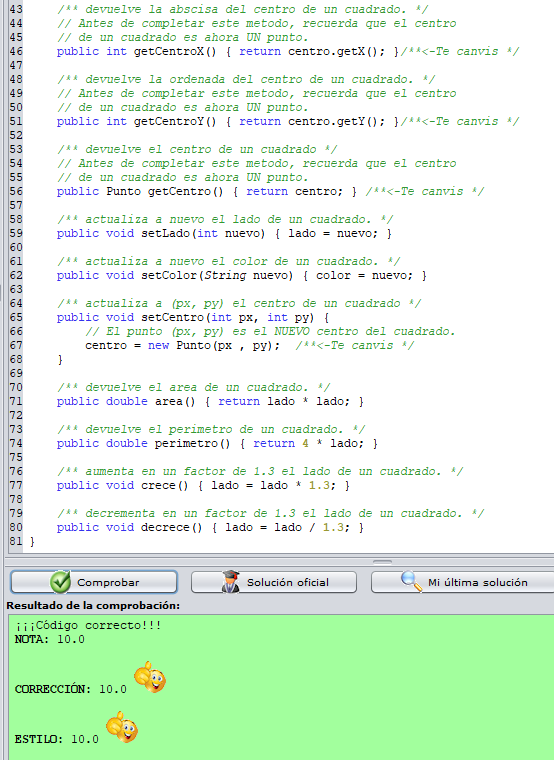 43 /** devuelve la abscisa del centro de un cuadrado. */
44 // Antes de completar este metodo, recuerda que el centro
45 // de un cuadrado es ahora UN punto.
46 public int getCentroX() { return centro.getX(); }/**<-Te canvis */
47
48 /** devuelve la ordenada del centro de un cuadrado. */
49 // Antes de completar este metodo, recuerda que el centro
50 // de un cuadrado es ahora UN punto.
51 public int getCentroY() { return centro.getY(); }/**<-Te canvis */
52
53 /** devuelve el centro de un cuadrado */
54 // Antes de completar este metodo, recuerda que el centro
55 // de un cuadrado es ahora UN punto.
56 public Punto getCentro() { return centro; } /**<-Te canvis */
57
58 /** actualiza a nuevo el lado de un cuadrado. */
59 public void setLado(int nuevo) { lado = nuevo; }
60
61 /** actualiza a nuevo el color de un cuadrado. */
62 public void setColor(String nuevo) { color = nuevo; }
63
64 /** actualiza a (px, py) el centro de un cuadrado */
65 public void setCentro(int px, int py) {
66 // El punto (px, py) es el NUEVO centro del cuadrado.
67 centro = new Punto(px , py);  /**<-Te canvis */
68 }
69
70 /** devuelve el area de un cuadrado. */
71 public double area() { return lado * lado; }
72
73 /** devuelve el perimetro de un cuadrado. */
74 public double perimetro() { return 4 * lado; }
75
76 /** aumenta en un factor de 1.3 el lado de un cuadrado. */
77 public void crece() { lado = lado * 1.3; }
78
79 /** decrementa en un factor de 1.3 el lado de un cuadrado. */
80 public void decrece() { lado = lado / 1.3; }
81 }
Comprobar Solución oficial Mi última solución
Resultado de la comprobación:
¡¡¡Código correcto!!!
NOTA: 10.0
CORRECCIÓN: 10.0
ESTILO: 10.0